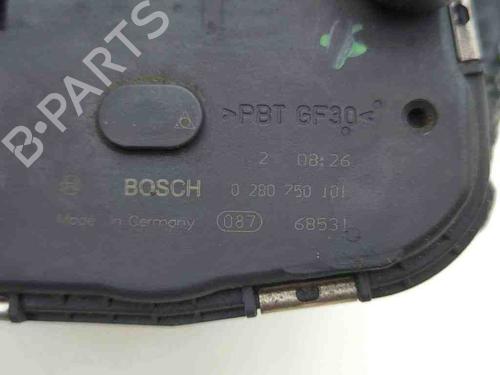 B-PARTS
>PBT GF30<
2 08:26
BOSCH 0 280 750 101
Made in Germany 087 68531